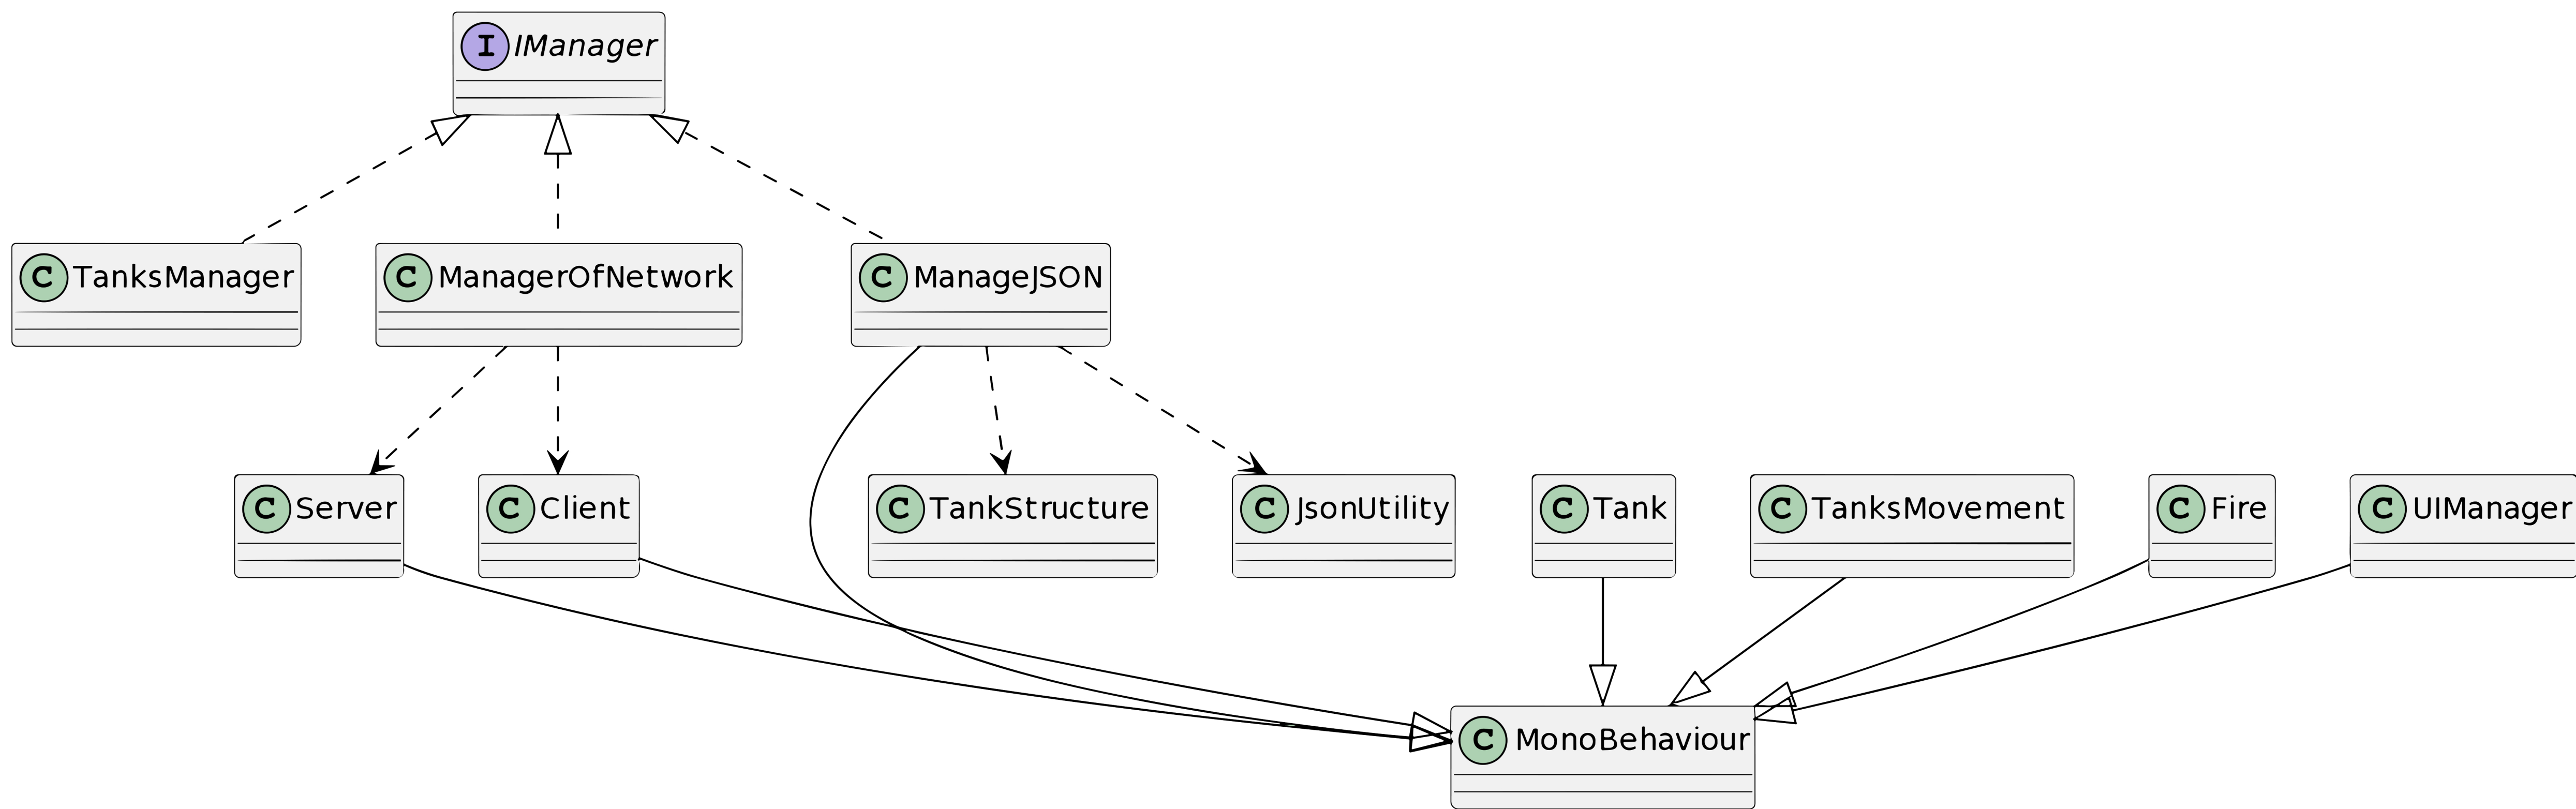 I IManager
C TanksManager
C ManagerOfNetwork
C ManageJSON
C Server
C Client
C TankStructure
C JsonUtility
C Tank
C TanksMovement
C Fire
C UIManager
C MonoBehaviour